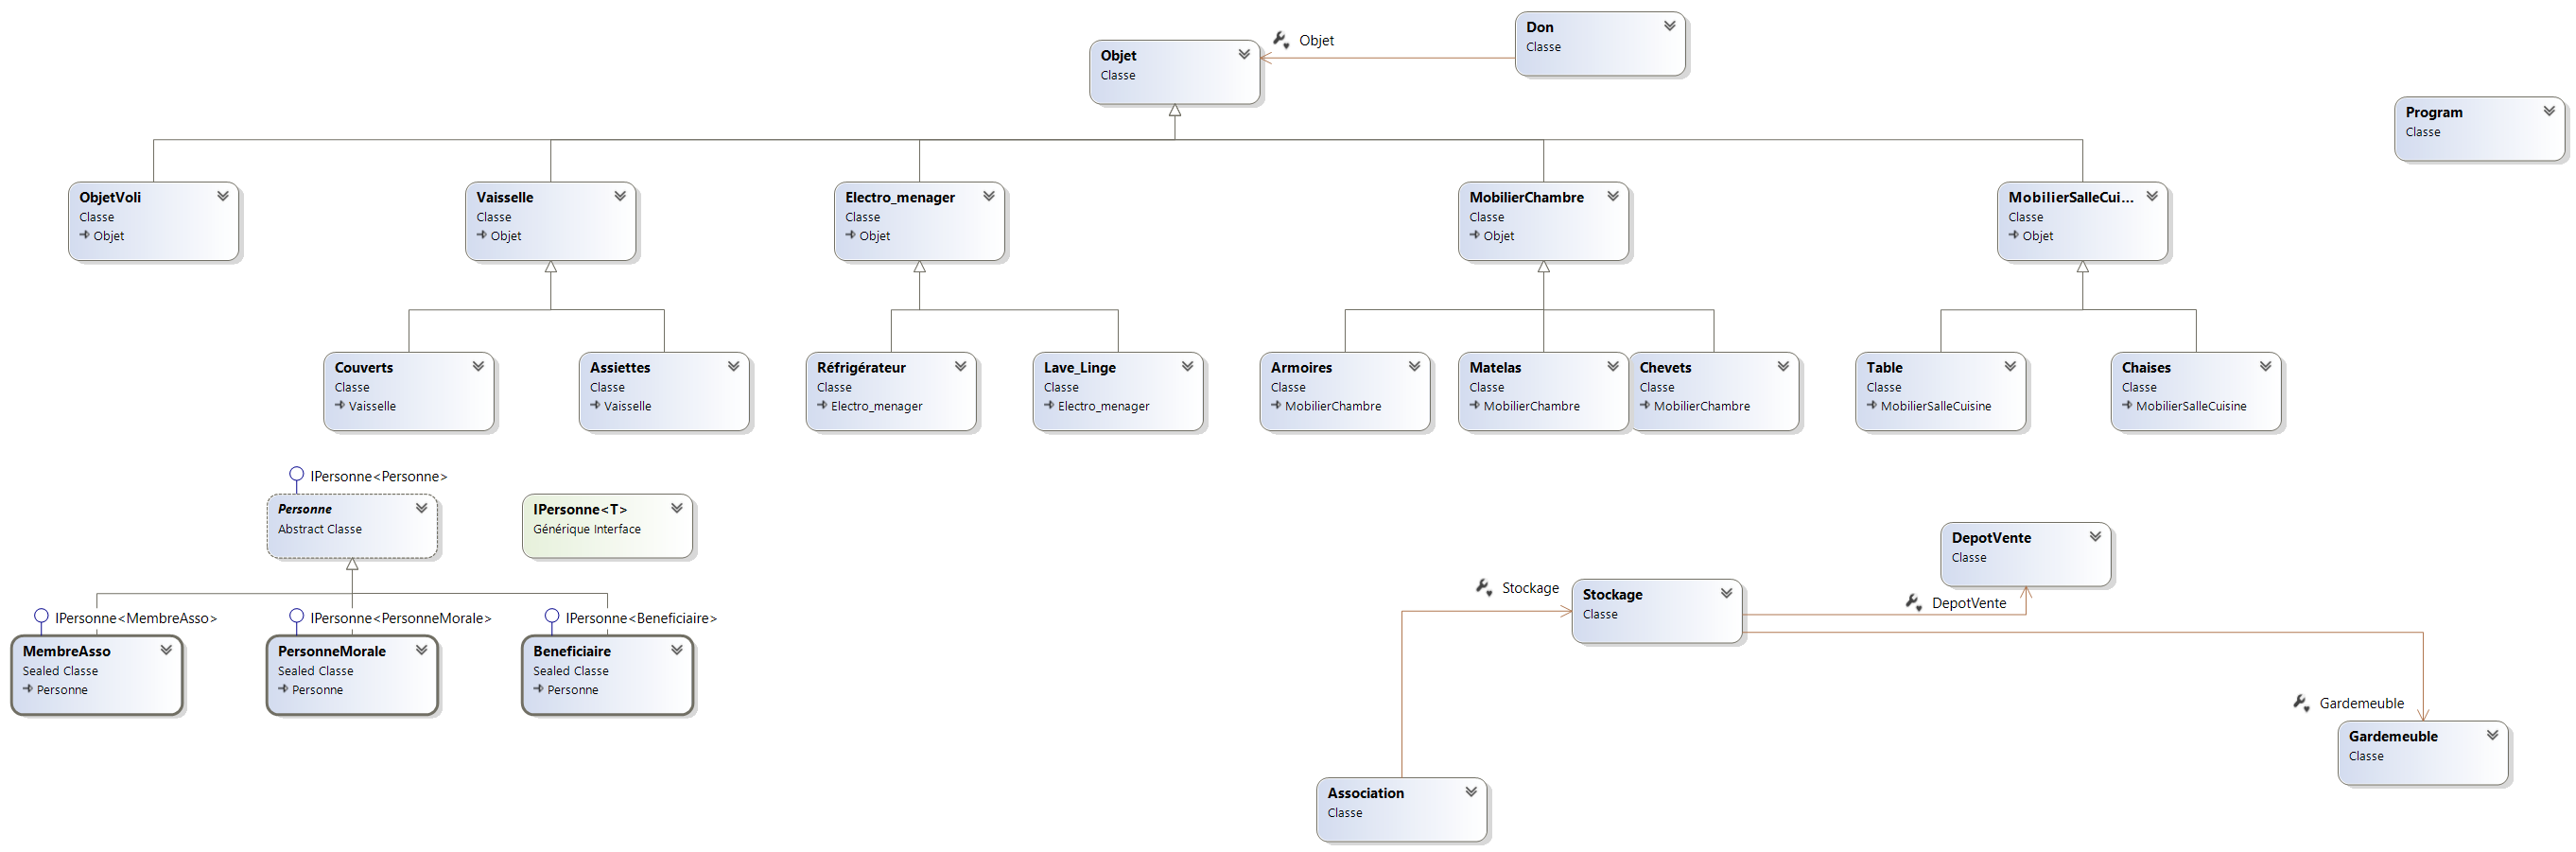 Don
Classe
Objet
Objet
Classe
Program
Classe
ObjetVoli
Classe
Objet
Vaisselle
Classe
Objet
Electro_menager
Classe
Objet
MobilierChambre
Classe
Objet
MobilierSalleCui...
Classe
Objet
Couverts
Classe
Vaisselle
Assiettes
Classe
Vaisselle
Réfrigérateur
Classe
Electro_menager
Lave_Linge
Classe
Electro_menager
Armoires
Classe
MobilierChambre
Matelas
Classe
MobilierChambre
Chevets
Classe
MobilierChambre
Table
Classe
MobilierSalleCuisine
Chaises
Classe
MobilierSalleCuisine
IPersonne<Personne>
Personne
Abstract Classe
IPersonne<T>
Générique Interface
IPersonne<MembreAsso>
MembreAsso
Sealed Classe
Personne
IPersonne<PersonneMorale>
PersonneMorale
Sealed Classe
Personne
IPersonne<Beneficiaire>
Beneficiaire
Sealed Classe
Personne
DepotVente
Classe
Stockage
Stockage
Classe
DepotVente
Gardemeuble
Gardemeuble
Classe
Association
Classe